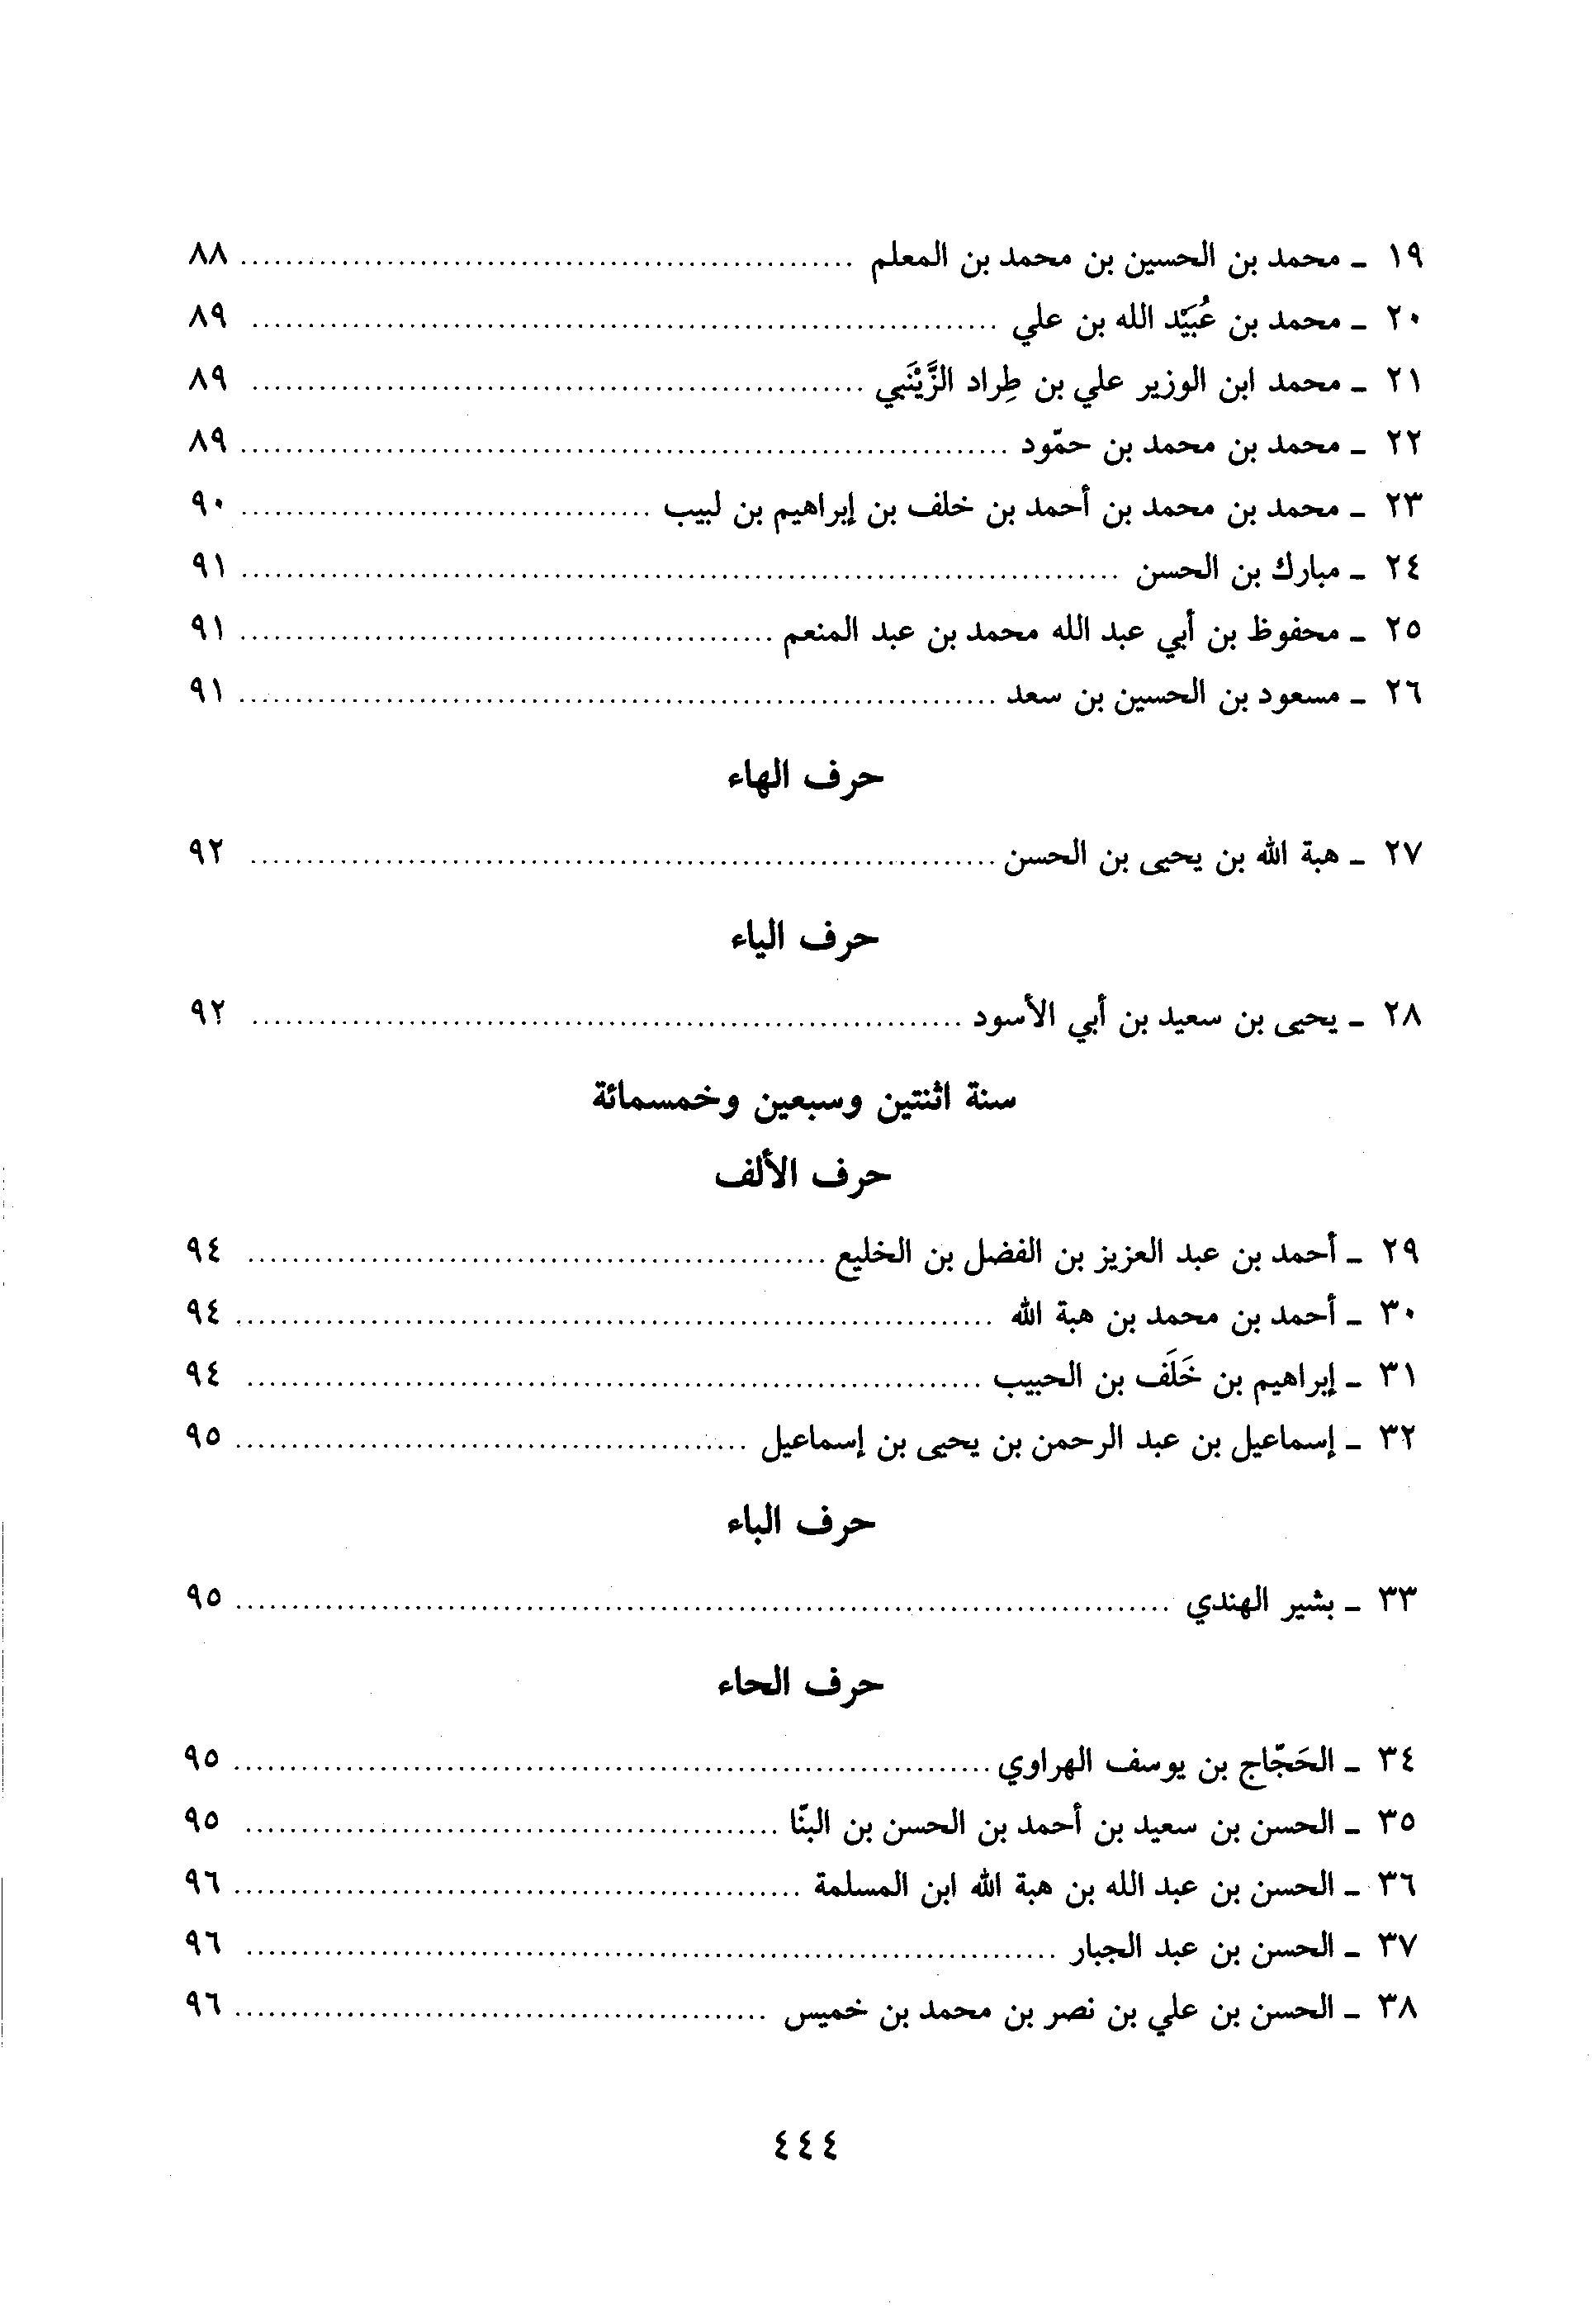 ١٩ ـ محمد بن الحسين بن محمد بن المعلم ........ ٨٨
٢٠ ـ محمد بن عُبَيْد الله بن علي ........ ٨٩
٢١ ـ محمد ابن الوزير علي بن طِراد الزَّيْنَبي ........ ٨٩
٢٢ ـ محمد بن محمد بن حمّود ........ ٨٩
٢٣ ـ محمد بن محمد بن أحمد بن خلف بن إبراهيم بن لبيب ........ ٩٠
٢٤ ـ مبارك بن الحسن ........ ٩١
٢٥ ـ محفوظ بن أبي عبد الله محمد بن عبد المنعم ........ ٩١
٢٦ ـ مسعود بن الحسين بن سعد ........ ٩١
حرف الهاء
٢٧ ـ هبة الله بن يحيى بن الحسن ........ ٩٢
حرف الياء
٢٨ ـ يحيى بن سعيد بن أبي الأسود ........ ٩٢
سنة اثنتين وسبعين وخمسمائة
حرف الألف
٢٩ ـ أحمد بن عبد العزيز بن الفضل بن الخليع ........ ٩٤
٣٠ ـ أحمد بن محمد بن هبة الله ........ ٩٤
٣١ ـ إبراهيم بن خَلَف بن الحبيب ........ ٩٤
٣٢ ـ إسماعيل بن عبد الرحمن بن يحيى بن إسماعيل ........ ٩٥
حرف الباء
٣٣ ـ بشير الهندي ........ ٩٥
حرف الحاء
٣٤ ـ الحَجّاج بن يوسف الهراوي ........ ٩٥
٣٥ ـ الحسن بن سعيد بن أحمد بن الحسن بن البنّا ........ ٩٥
٣٦ ـ الحسن بن عبد الله بن هبة الله ابن المسلمة ........ ٩٦
٣٧ ـ الحسن بن عبد الجبار ........ ٩٦
٣٨ ـ الحسن بن علي بن نصر بن محمد بن خميس ........ ٩٦
٤٤٤